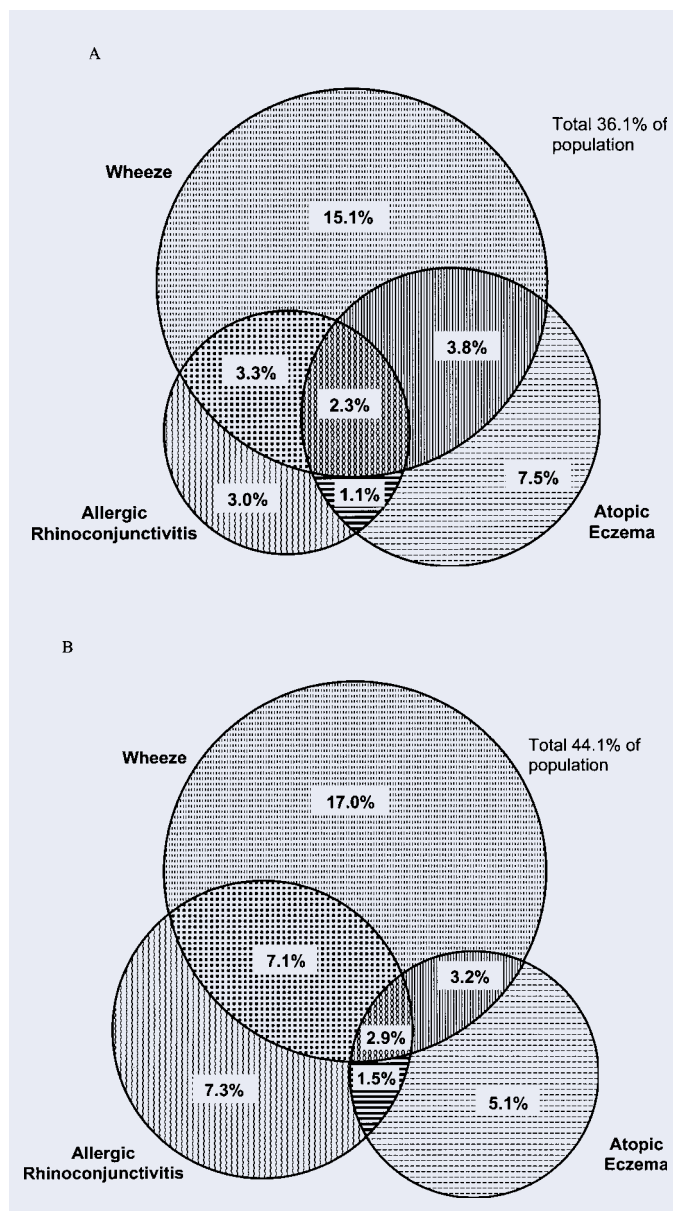 A
Total 36.1% of
population
Wheeze
15.1%
3.8%
3.3%
2.3%
7.5%
1.1%
3.0%
Allergic
Rhinoconjunctivitis
Atopic
Eczema
B
Total 44.1% of
population
Wheeze
17.0%
7.1%
3.2%
2.9%
1.5%
7.3%
5.1%
Allergic
Rhinoconjunctivitis
Atopic
Eczema